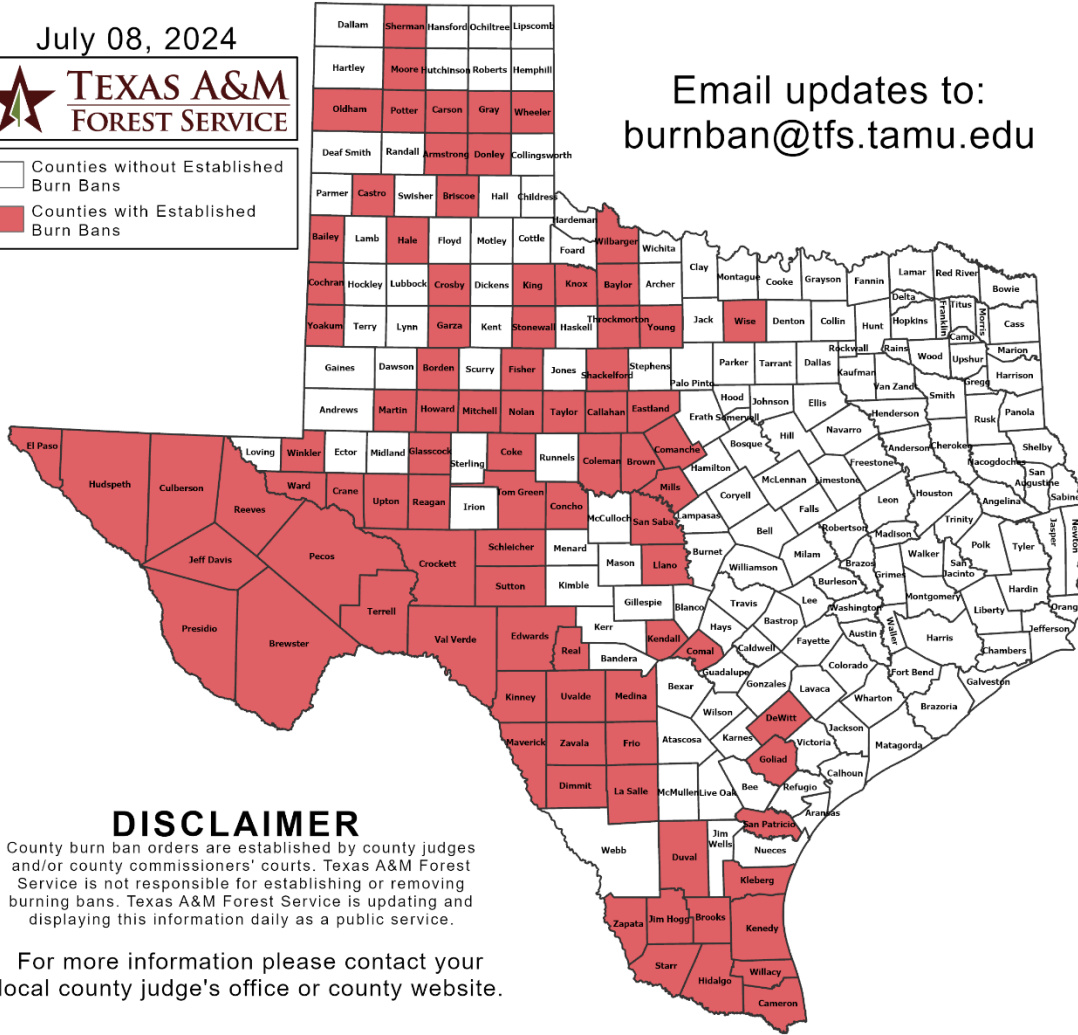 July 08, 2024
TEXAS A&M
FOREST SERVICE
Counties without Established
Burn Bans
Counties with Established
Burn Bans
Email updates to:
burnban@tfs.tamu.edu
Dallam Sherman Hansford Ochiltree Lipscomb
Hartley Moore Hutchinson Roberts Hemphill
Oldham Potter Carson Gray Wheeler
Deaf Smith Randall Armstrong Donley Collingsworth
Parmer Castro Swisher Briscoe Hall Childress
Hardeman
Bailey Lamb Hale Floyd Motley Cottle Foard Wilbarger Wichita
Clay Montague Cooke Grayson Fannin Lamar Red River Bowie
Cochran Hockley Lubbock Crosby Dickens King Knox Baylor Archer
Delta Franklin Titus Morris
Yoakum Terry Lynn Garza Kent Stonewall Haskell Throckmorton Young Jack Wise Denton Collin Hunt Hopkins Camp Cass
Rockwall Rains Wood Upshur Marion
Gaines Dawson Borden Scurry Fisher Jones Shackelford Stephens Palo Pinto Parker Tarrant Dallas Kaufman Van Zandt Gregg Harrison
Andrews Martin Howard Mitchell Nolan Taylor Callahan Eastland Erath Hood Somervell Johnson Ellis Henderson Smith Rusk Panola
El Paso Hudspeth Culberson Reeves Loving Winkler Ector Midland Glasscock Sterling Coke Runnels Coleman Brown Comanche Hamilton Bosque Hill Navarro Freestone Anderson Cherokee Nacogdoches Shelby
San
Augustine
Sabine
Ward Crane Upton Reagan Irion Tom Green Concho McCulloch San Saba Mills Lampasas Coryell McLennan Limestone Falls Leon Houston Angelina
Jeff Davis Pecos Crockett Schleicher Menard Mason Llano Burnet Bell Milam Robertson Madison Trinity Polk Tyler Jasper Newton
Terrell Sutton Kimble Gillespie Blanco Williamson Travis Lee Burleson Brazos Grimes Walker
San
Jacinto
Montgomery Liberty Hardin Orang
Presidio Brewster Val Verde Edwards Real Kerr Bandera Kendall Comal Hays Caldwell Bastrop Fayette Washington Austin Waller Harris Chambers Jefferson
Kinney Uvalde Medina Bexar Guadalupe Gonzales Lavaca Colorado Wharton Fort Bend Brazoria Galveston
Maverick Zavala Frio Atascosa Wilson Karnes DeWitt Goliad Victoria Jackson Matagorda
Dimmit La Salle McMullen Live Oak Bee Refugio Calhoun Aransas
Webb Duval
Jim
Wells
San Patricio
Nueces
Kleberg
Zapata Jim Hogg Brooks Kenedy
Starr Hidalgo Willacy Cameron
DISCLAIMER
County burn ban orders are established by county judges
and/or county commissioners' courts. Texas A&M Forest
Service is not responsible for establishing or removing
burning bans. Texas A&M Forest Service is updating and
displaying this information daily as a public service.
For more information please contact your
local county judge's office or county website.